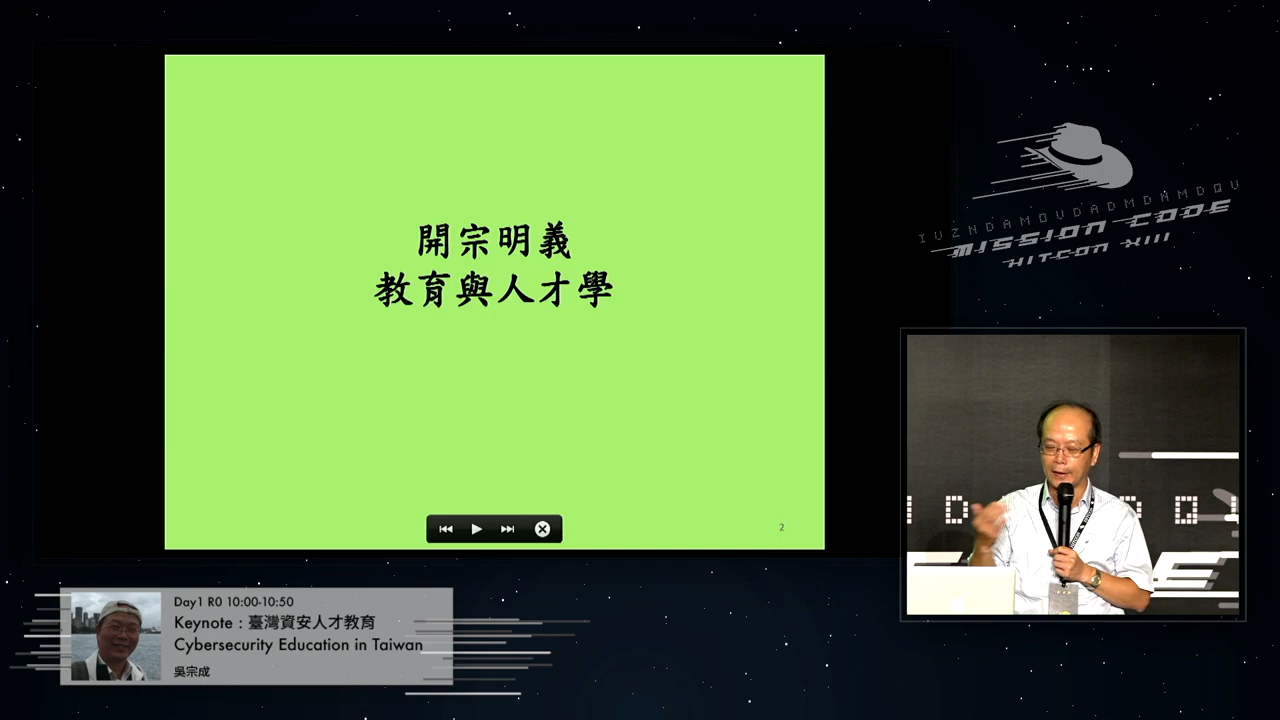 開宗明義
教育與人才學
2
IVZNDAMOVDADMDNMDQV
MISSION CODE
HITCON XIII
D
Q
E
Day1 R0 10:00-10:50
Keynote：臺灣資安人才教育
Cybersecurity Education in Taiwan
吳宗成